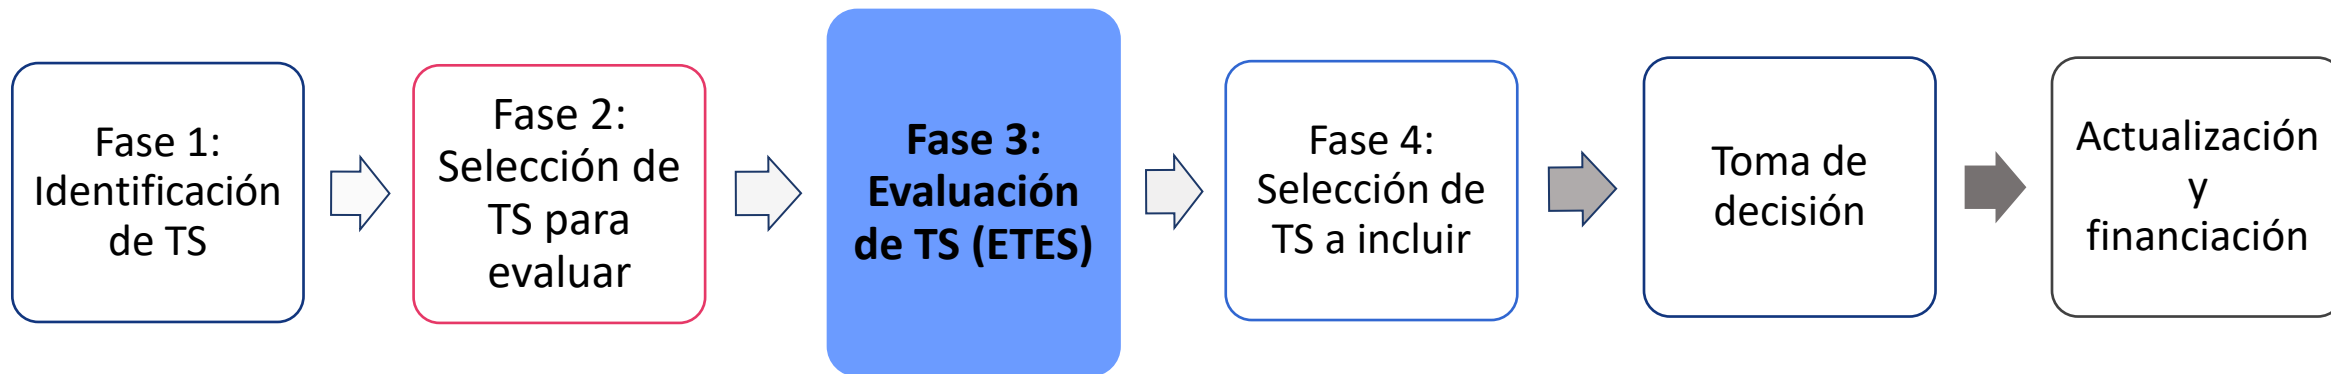 Fase 1:
Identificación
de TS
Fase 2:
Selección de
TS para
evaluar
Fase 3:
Evaluación
de TS (ETES)
Fase 4:
Selección de
TS a incluir
Toma de
decisión
Actualización
y
financiación